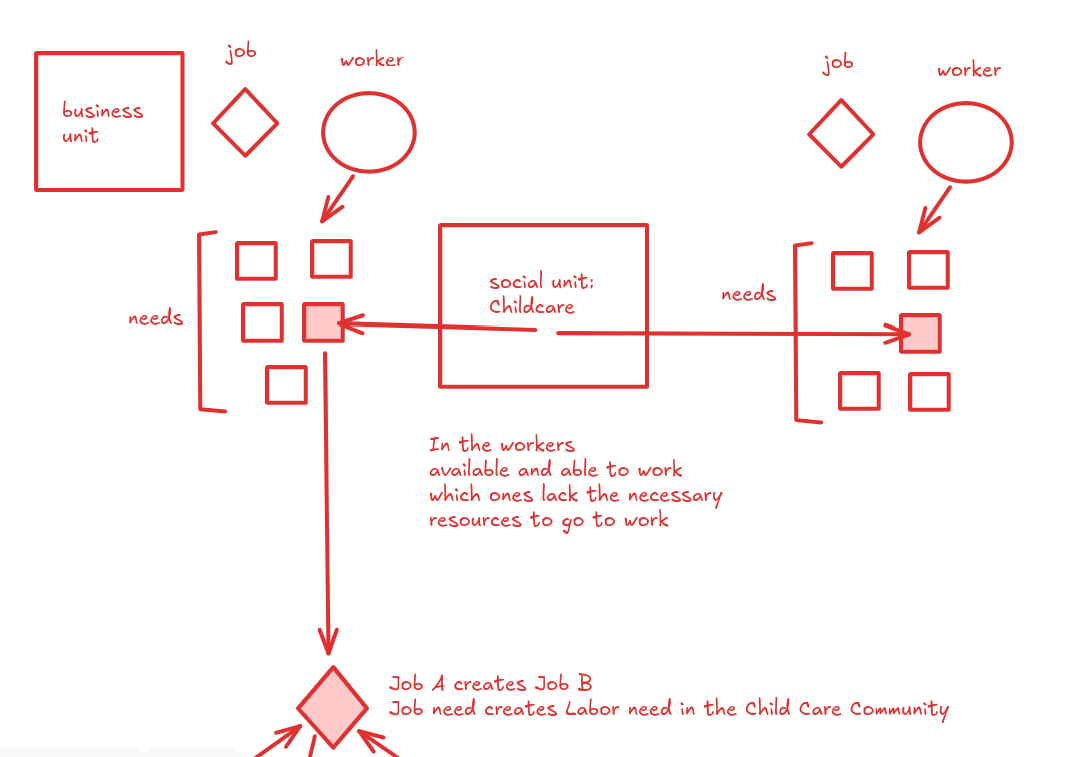 job
worker
business
unit
job
worker
social unit:
Childcare
needs
needs
In the workers
available and able to work
which ones lack the necessary
resources to go to work
Job A creates Job B
Job need creates Labor need in the Child Care Community